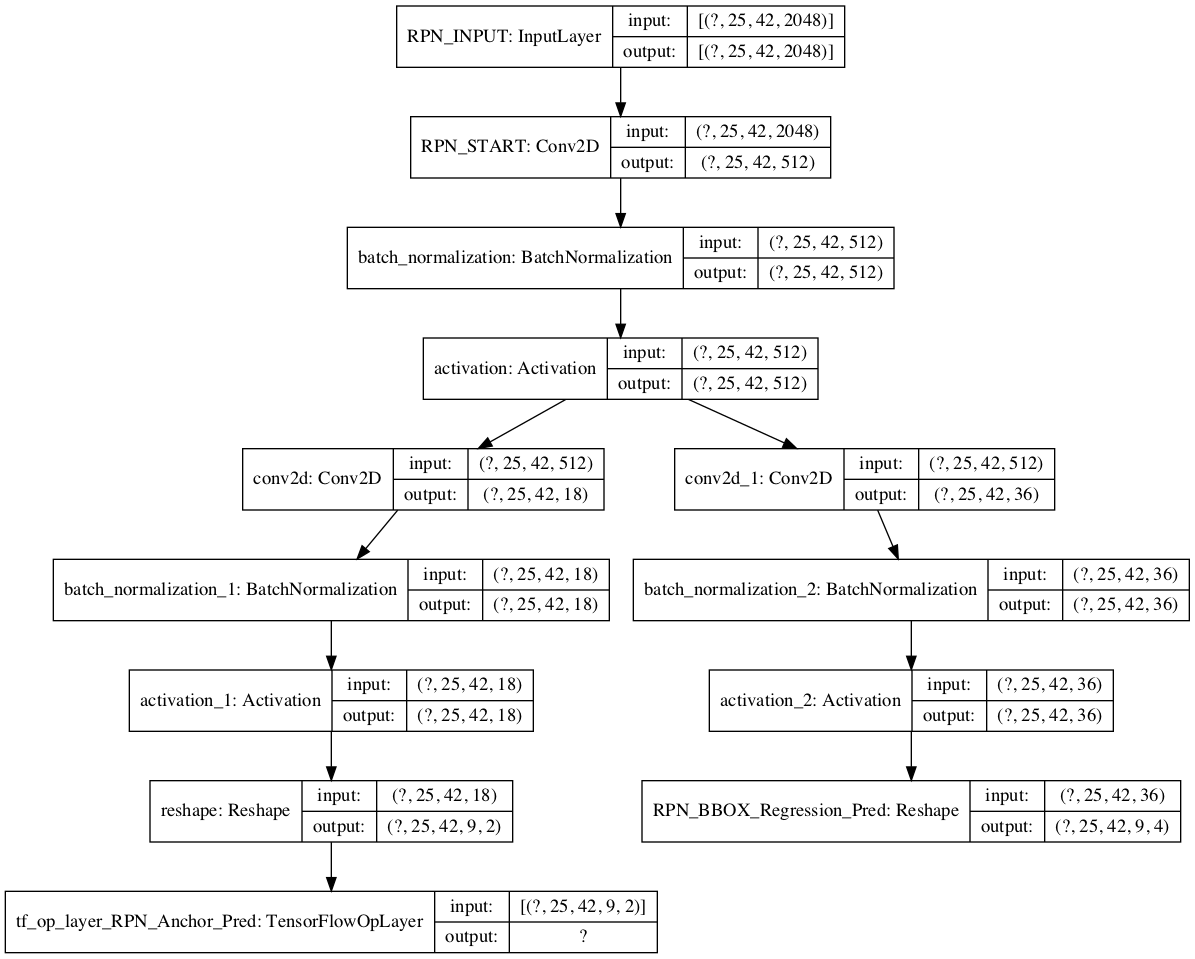 RPN_INPUT: InputLayer
input:
[(?, 25, 42, 2048)]
output:
[(?, 25, 42, 2048)]
RPN_START: Conv2D
input:
(?, 25, 42, 2048)
output:
(?, 25, 42, 512)
batch_normalization: BatchNormalization
input:
(?, 25, 42, 512)
output:
(?, 25, 42, 512)
activation: Activation
input:
(?, 25, 42, 512)
output:
(?, 25, 42, 512)
conv2d: Conv2D
input:
(?, 25, 42, 512)
output:
(?, 25, 42, 18)
conv2d_1: Conv2D
input:
(?, 25, 42, 512)
output:
(?, 25, 42, 36)
batch_normalization_1: BatchNormalization
input:
(?, 25, 42, 18)
output:
(?, 25, 42, 18)
batch_normalization_2: BatchNormalization
input:
(?, 25, 42, 36)
output:
(?, 25, 42, 36)
activation_1: Activation
input:
(?, 25, 42, 18)
output:
(?, 25, 42, 18)
activation_2: Activation
input:
(?, 25, 42, 36)
output:
(?, 25, 42, 36)
reshape: Reshape
input:
(?, 25, 42, 18)
output:
(?, 25, 42, 9, 2)
RPN_BBOX_Regression_Pred: Reshape
input:
(?, 25, 42, 36)
output:
(?, 25, 42, 9, 4)
tf_op_layer_RPN_Anchor_Pred: TensorFlowOpLayer
input:
[(?, 25, 42, 9, 2)]
output:
?